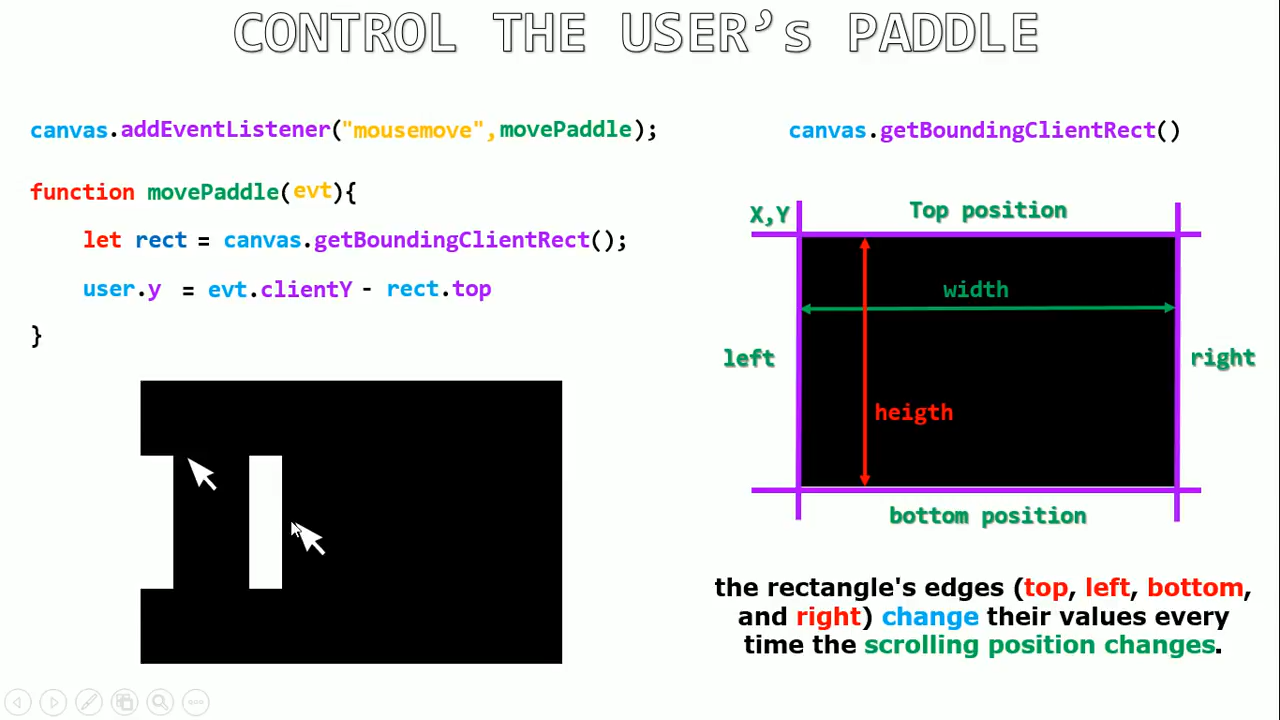 CONTROL THE USER's PADDLE
canvas.addEventListener("mousemove",movePaddle);
function movePaddle(evt){
let rect = canvas.getBoundingClientRect();
user.y = evt.clientY - rect.top
}
canvas.getBoundingClientRect()
X,Y
Top position
width
left
right
heigth
bottom position
the rectangle's edges (top, left, bottom,
and right) change their values every
time the scrolling position changes.